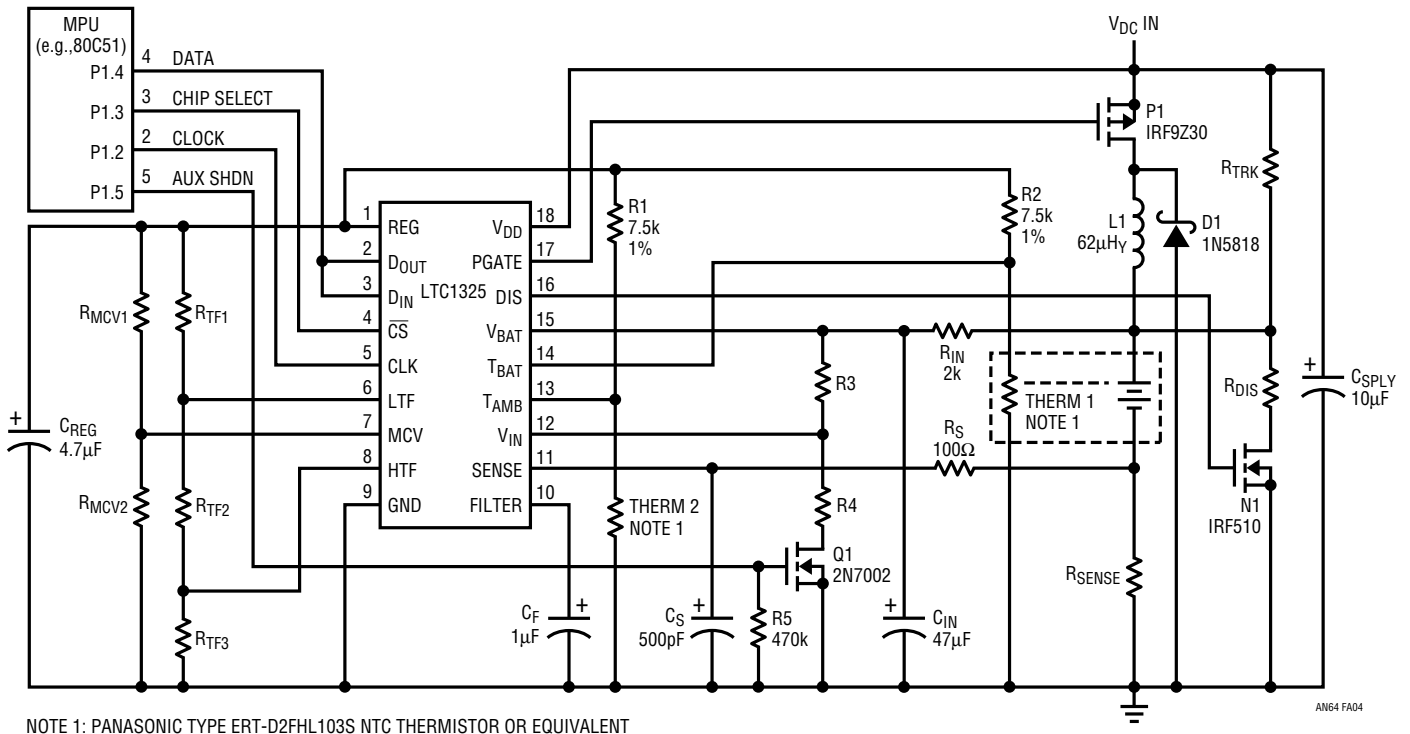 MPU
(e.g.,80C51)
P1.4
4 DATA
P1.3
3 CHIP SELECT
P1.2
2 CLOCK
P1.5
5 AUX SHDN
V_DC IN
P1
IRF9Z30
R_TRK
L1
62µH_Y
D1
1N5818
R1
7.5k
1%
R2
7.5k
1%
LTC1325
1 REG
2 D_OUT
3 D_IN
4 C̅S̅
5 CLK
6 LTF
7 MCV
8 HTF
9 GND
18 V_DD
17 PGATE
16 DIS
15 V_BAT
14 T_BAT
13 T_AMB
12 V_IN
11 SENSE
10 FILTER
R_MCV1
R_TF1
+
C_REG
4.7µF
R_MCV2
R_TF2
R_TF3
R_IN
2k
R3
THERM 1
NOTE 1
R_DIS
+
C_SPLY
10µF
R_S
100Ω
THERM 2
NOTE 1
R4
N1
IRF510
Q1
2N7002
R_SENSE
C_F
1µF
+
C_S
500pF
+
R5
470k
+
C_IN
47µF
AN64 FA04
NOTE 1: PANASONIC TYPE ERT-D2FHL103S NTC THERMISTOR OR EQUIVALENT